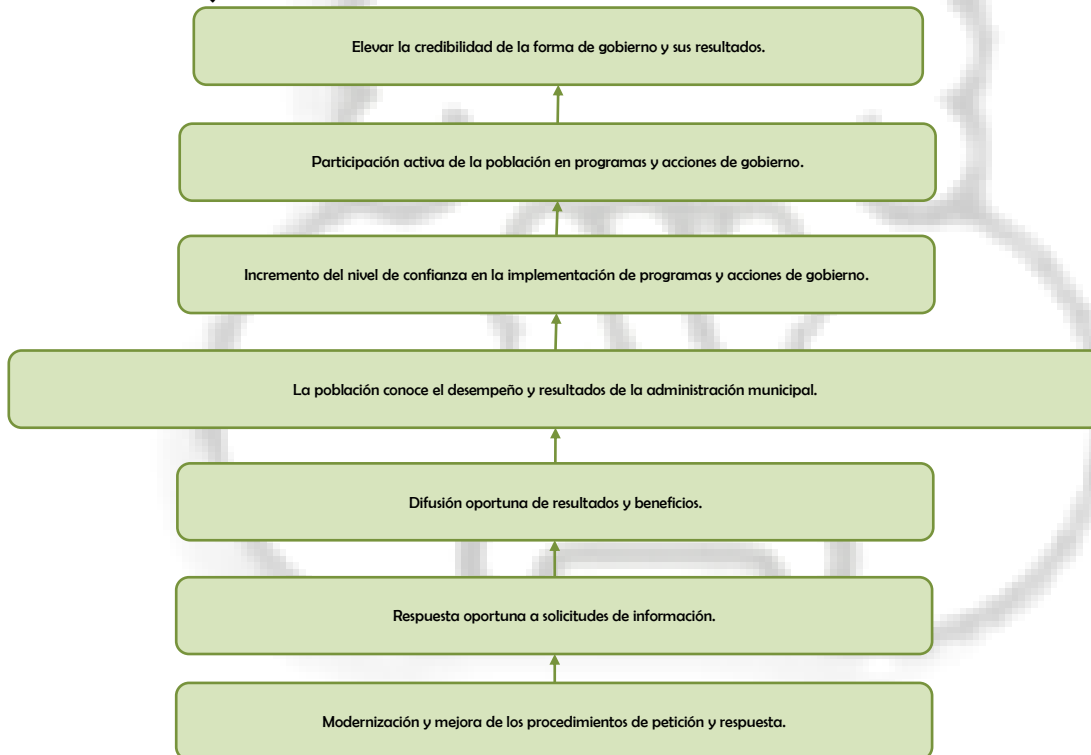 Elevar la credibilidad de la forma de gobierno y sus resultados.
Participación activa de la población en programas y acciones de gobierno.
Incremento del nivel de confianza en la implementación de programas y acciones de gobierno.
La población conoce el desempeño y resultados de la administración municipal.
Difusión oportuna de resultados y beneficios.
Respuesta oportuna a solicitudes de información.
Modernización y mejora de los procedimientos de petición y respuesta.